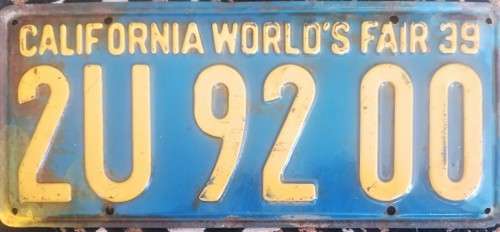 CALIFORNIA WORLD'S FAIR 39
2U 92 00